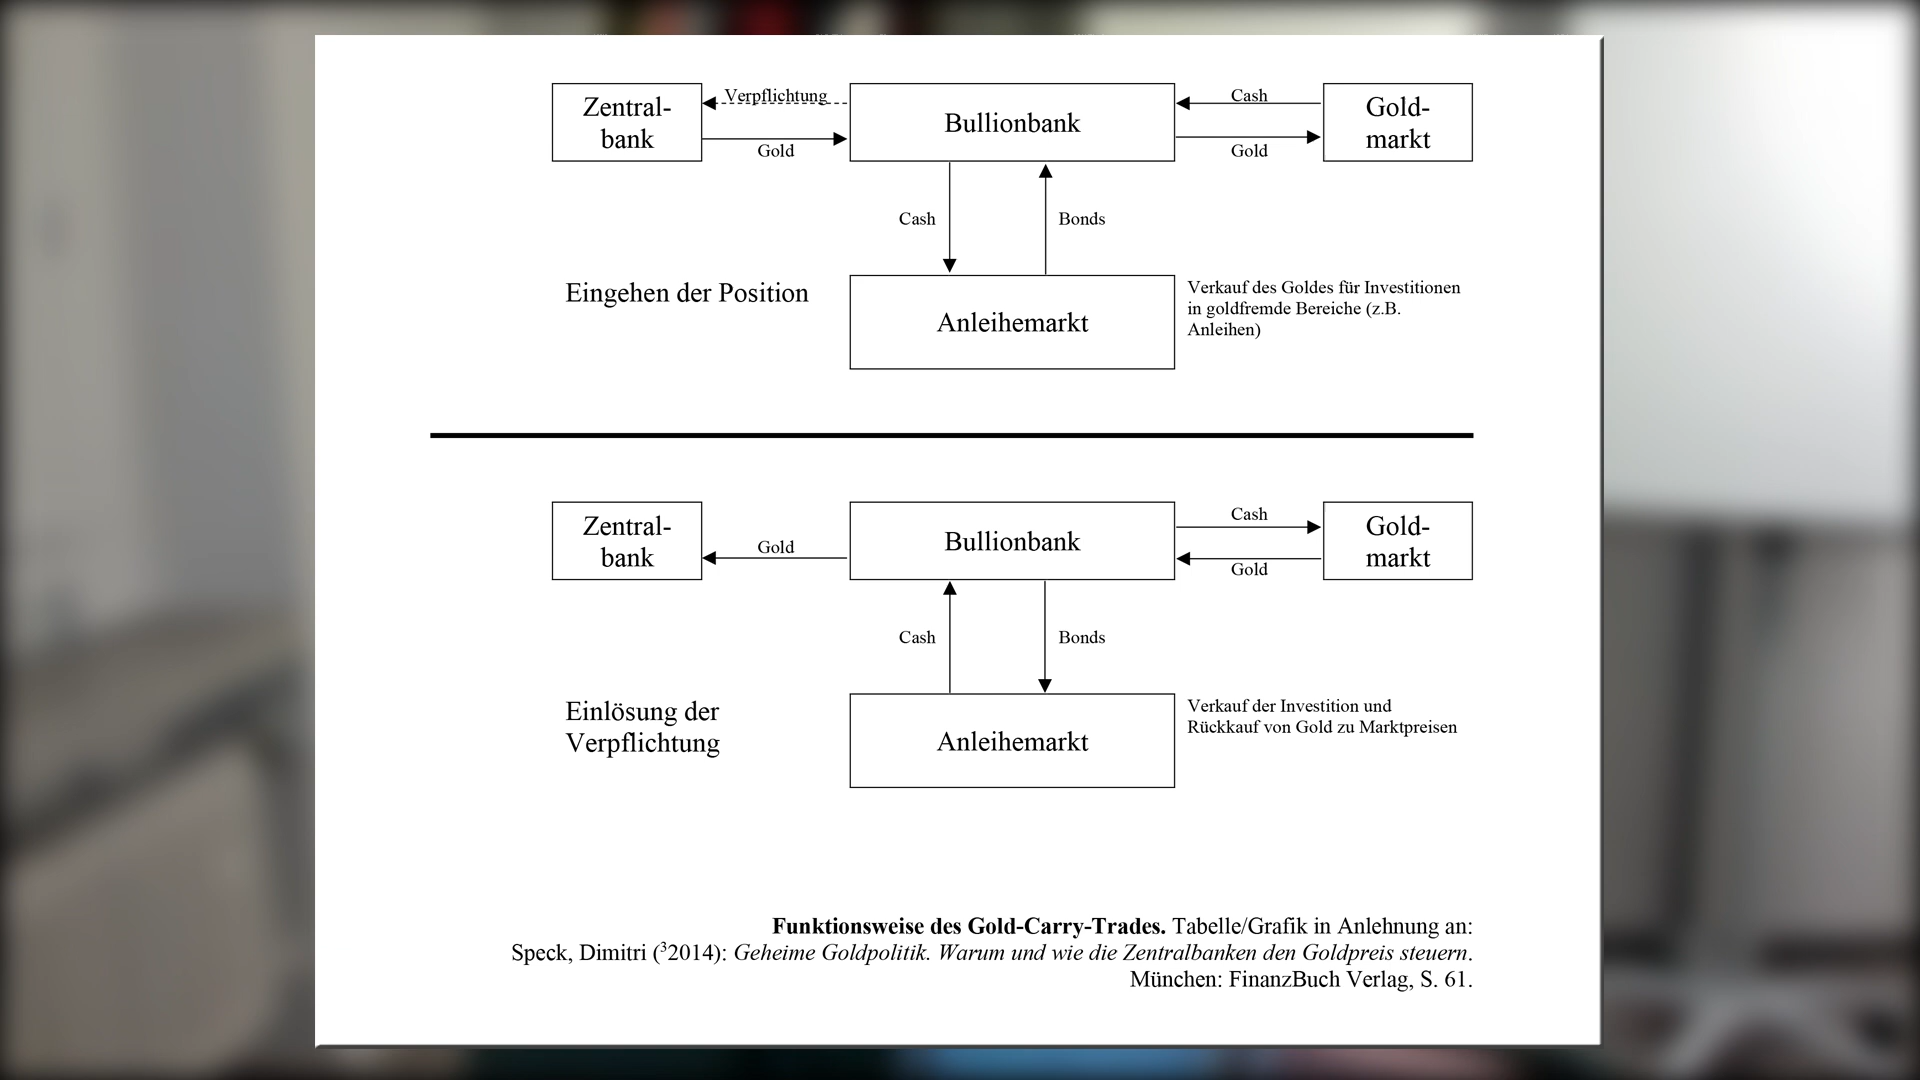 Zentral-
bank
Verpflichtung
Gold
Bullionbank
Cash
Gold
Gold-
markt
Cash
Bonds
Eingehen der Position
Anleihemarkt
Verkauf des Goldes für Investitionen
in goldfremde Bereiche (z.B.
Anleihen)
Zentral-
bank
Gold
Bullionbank
Cash
Gold
Gold-
markt
Cash
Bonds
Einlösung der
Verpflichtung
Anleihemarkt
Verkauf der Investition und
Rückkauf von Gold zu Marktpreisen
Funktionsweise des Gold-Carry-Trades. Tabelle/Grafik in Anlehnung an:
Speck, Dimitri (³2014): Geheime Goldpolitik. Warum und wie die Zentralbanken den Goldpreis steuern.
München: FinanzBuch Verlag, S. 61.